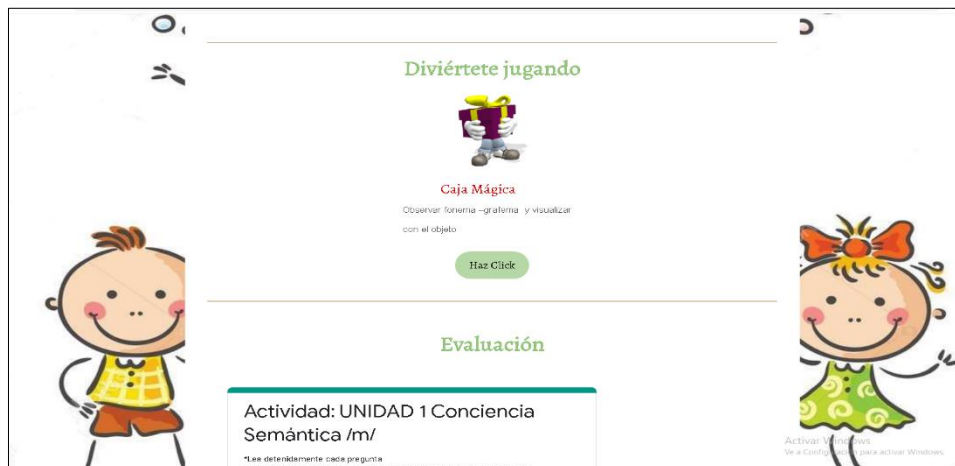 Diviértete jugando
Caja Mágica
Observar fonema –grafema y visualizar
con el objeto
Haz Click
Evaluación
Actividad: UNIDAD 1 Conciencia
Semántica /m/
*Lea detenidamente cada pregunta
Activar Windows
Ve a Configuración para activar Windows.